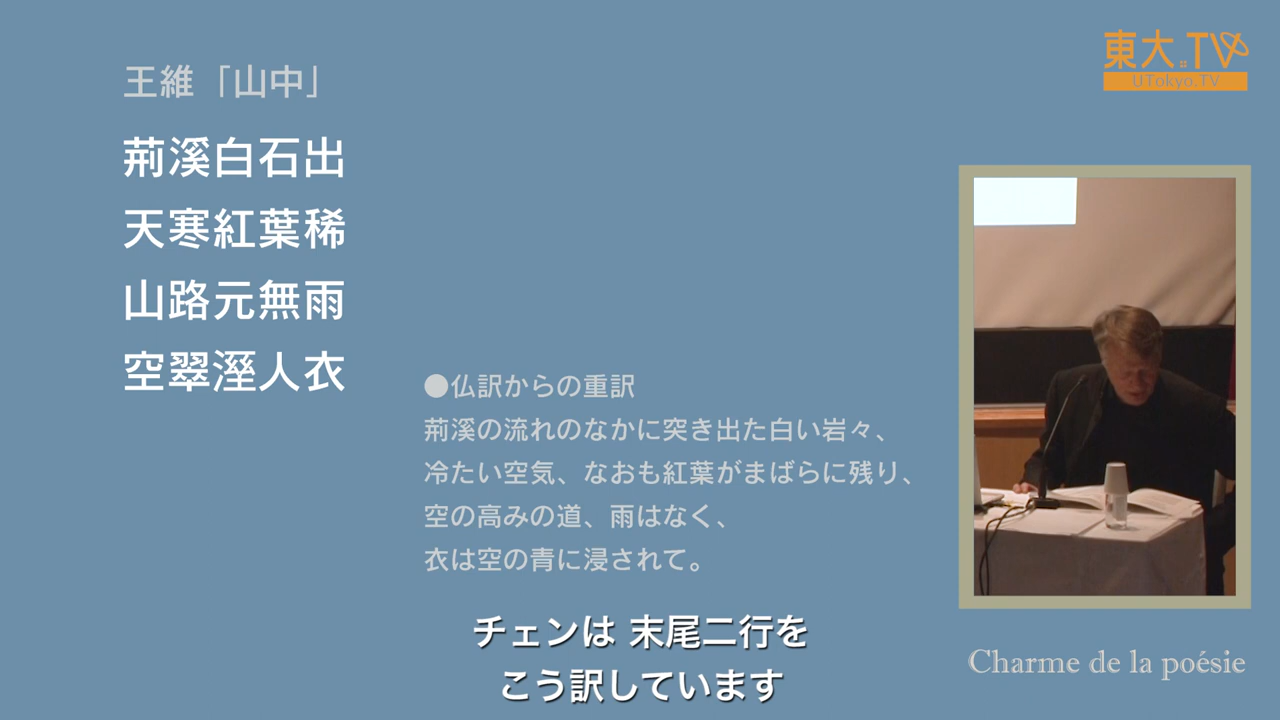 王維「山中」
荊溪白石出
天寒紅葉稀
山路元無雨
空翠溼人衣
●仏訳からの重訳
荊溪の流れのなかに突き出た白い岩々、
冷たい空気、なおも紅葉がまばらに残り、
空の高みの道、雨はなく、
衣は空の青に浸されて。
チェンは 末尾二行を
こう訳しています
東大.TV
UTokyo.TV
Charme de la poésie